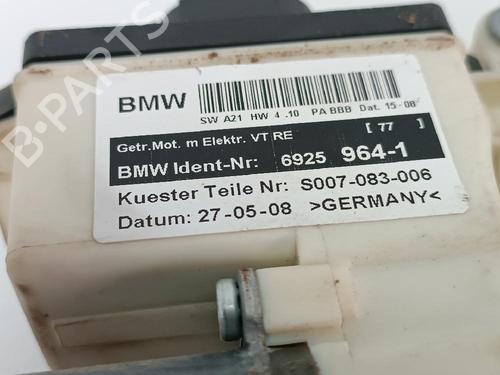 BMW
SW A21 HW 4 .10 PA BBB Dat. 15-08
Getr.Mot. m Elektr. VT RE [ 77 ]
BMW Ident-Nr: 6925 964-1
Kuester Teile Nr: S007-083-006
Datum: 27-05-08 >GERMANY<
B-PARTS